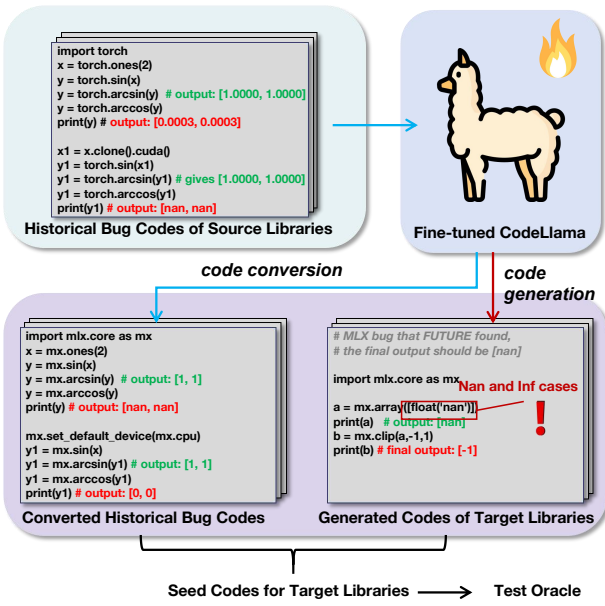 import torch
x = torch.ones(2)
y = torch.sin(x)
y = torch.arcsin(y)  # output: [1.0000, 1.0000]
y = torch.arccos(y)
print(y) # output: [0.0003, 0.0003]
x1 = x.clone().cuda()
y1 = torch.sin(x1)
y1 = torch.arcsin(y1) # gives [1.0000, 1.0000]
y1 = torch.arccos(y1)
print(y1) # output: [nan, nan]
Historical Bug Codes of Source Libraries
Fine-tuned CodeLlama
code conversion
code
generation
import mlx.core as mx
x = mx.ones(2)
y = mx.sin(x)
y = mx.arcsin(y)  # output: [1, 1]
y = mx.arccos(y)
print(y) # output: [nan, nan]
mx.set_default_device(mx.cpu)
y1 = mx.sin(x)
y1 = mx.arcsin(y1) # output: [1, 1]
y1 = mx.arccos(y1)
print(y1) # output: [0, 0]
Converted Historical Bug Codes
# MLX bug that FUTURE found,
# the final output should be [nan]
import mlx.core as mx
Nan and Inf cases
a = mx.array([float('nan')])
print(a)  # output: [nan]
b = mx.clip(a,-1,1)
print(b) # final output: [-1]
!
Generated Codes of Target Libraries
Seed Codes for Target Libraries
Test Oracle